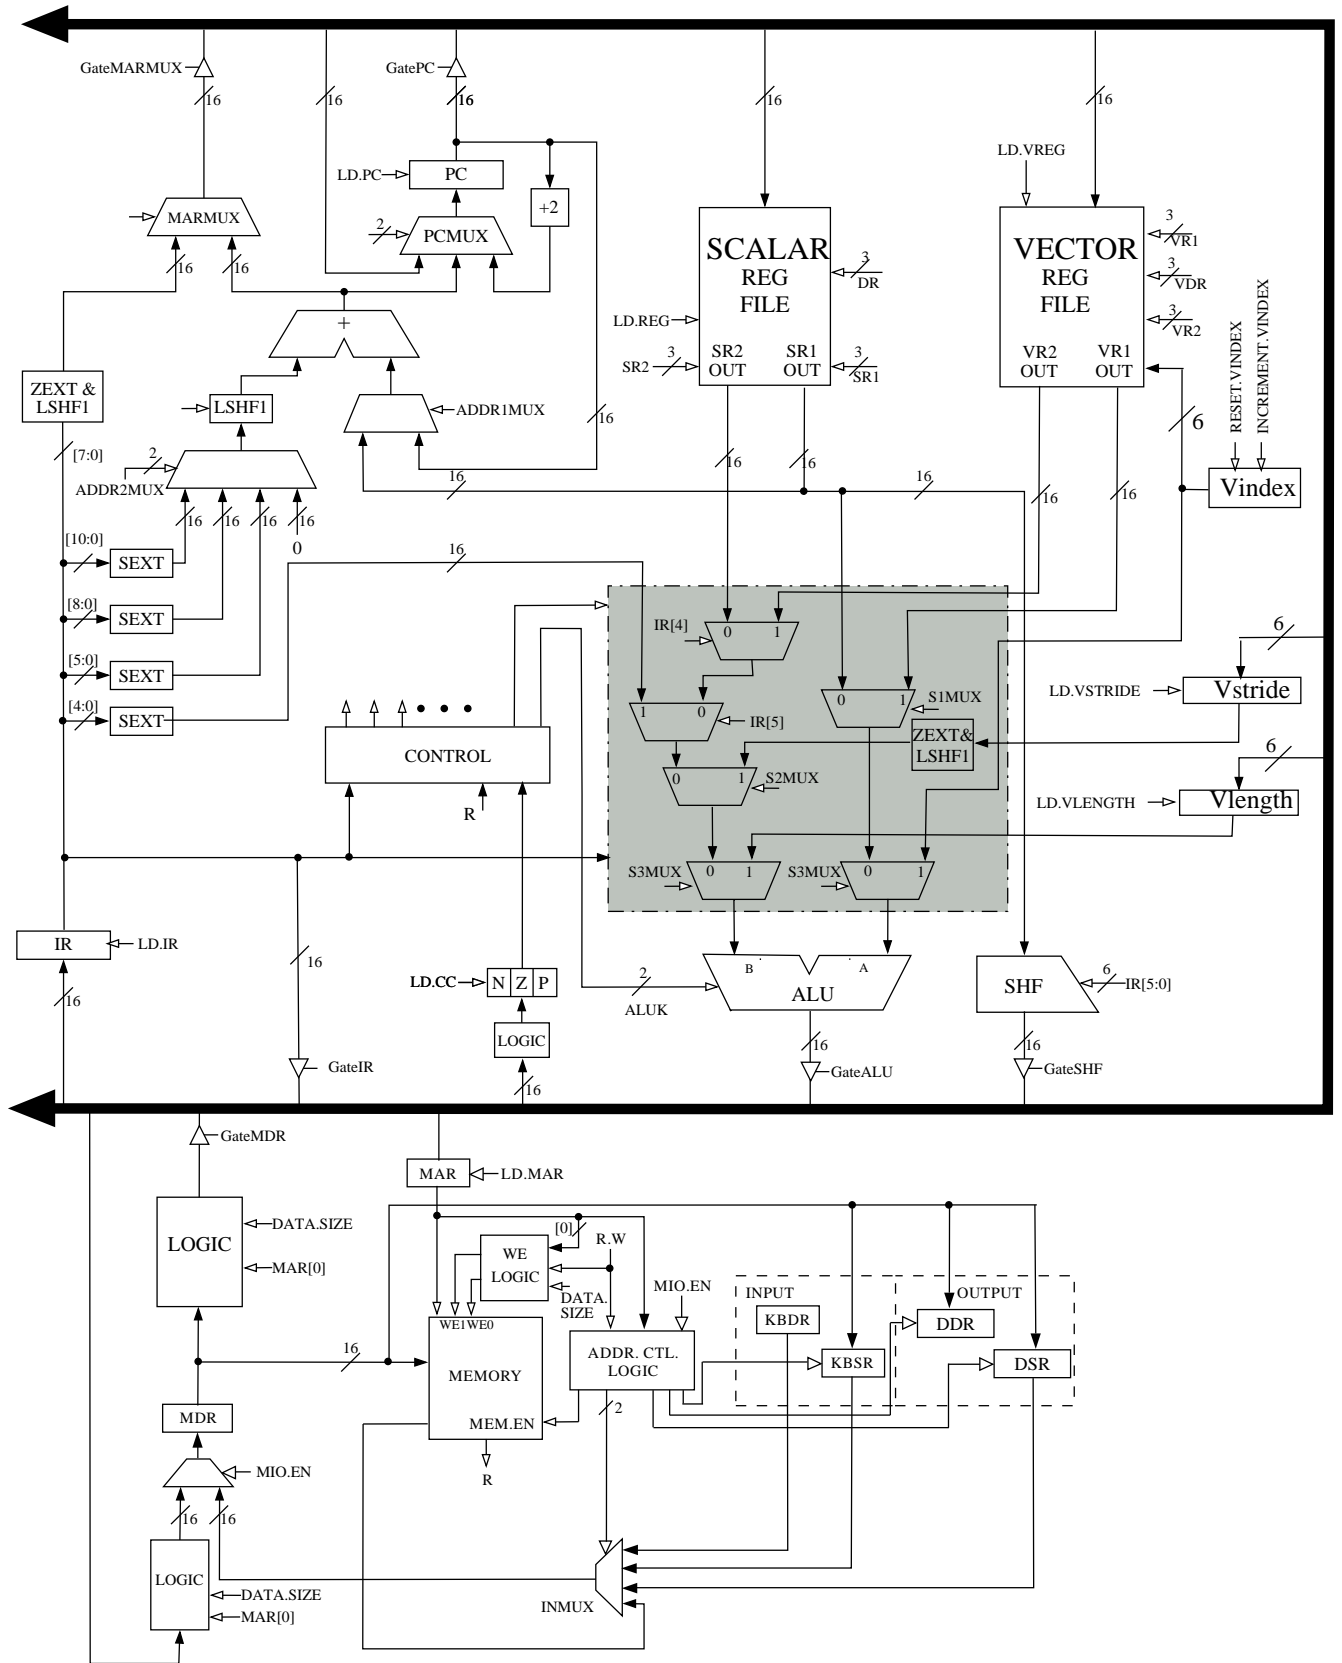 GateMARMUX
GatePC
16
16
16
16
16
LD.VREG
LD.PC
PC
+2
MARMUX
2
PCMUX
SCALAR
REG
FILE
VECTOR
REG
FILE
3
VR1
3
VDR
3
VR2
3
DR
16
16
LD.REG
+
SR2
OUT
SR1
OUT
SR2
3
3
SR1
VR2
OUT
VR1
OUT
RESET.VINDEX
INCREMENT.VINDEX
ZEXT &
LSHF1
LSHF1
ADDR1MUX
16
6
[7:0]
2
ADDR2MUX
16
16
16
16
Vindex
16
16
16
16
16
16
0
[10:0]
SEXT
16
[8:0]
SEXT
[5:0]
SEXT
[4:0]
SEXT
IR[4]
0
1
6
LD.VSTRIDE
Vstride
0
1
S1MUX
1
0
IR[5]
CONTROL
ZEXT&
LSHF1
0
1
S2MUX
6
R
LD.VLENGTH
Vlength
S3MUX
0
1
S3MUX
0
1
IR
LD.IR
16
16
LD.CC
N
Z
P
2
ALUK
B
A
ALU
SHF
6
IR[5:0]
LOGIC
16
16
16
GateIR
GateALU
GateSHF
GateMDR
MAR
LD.MAR
LOGIC
DATA.SIZE
MAR[0]
[0]
R.W
WE
LOGIC
DATA.
SIZE
MIO.EN
INPUT
OUTPUT
KBDR
DDR
WE1
WE0
16
MEMORY
ADDR. CTL.
LOGIC
KBSR
DSR
MDR
MEM.EN
2
R
MIO.EN
16
16
LOGIC
DATA.SIZE
MAR[0]
INMUX